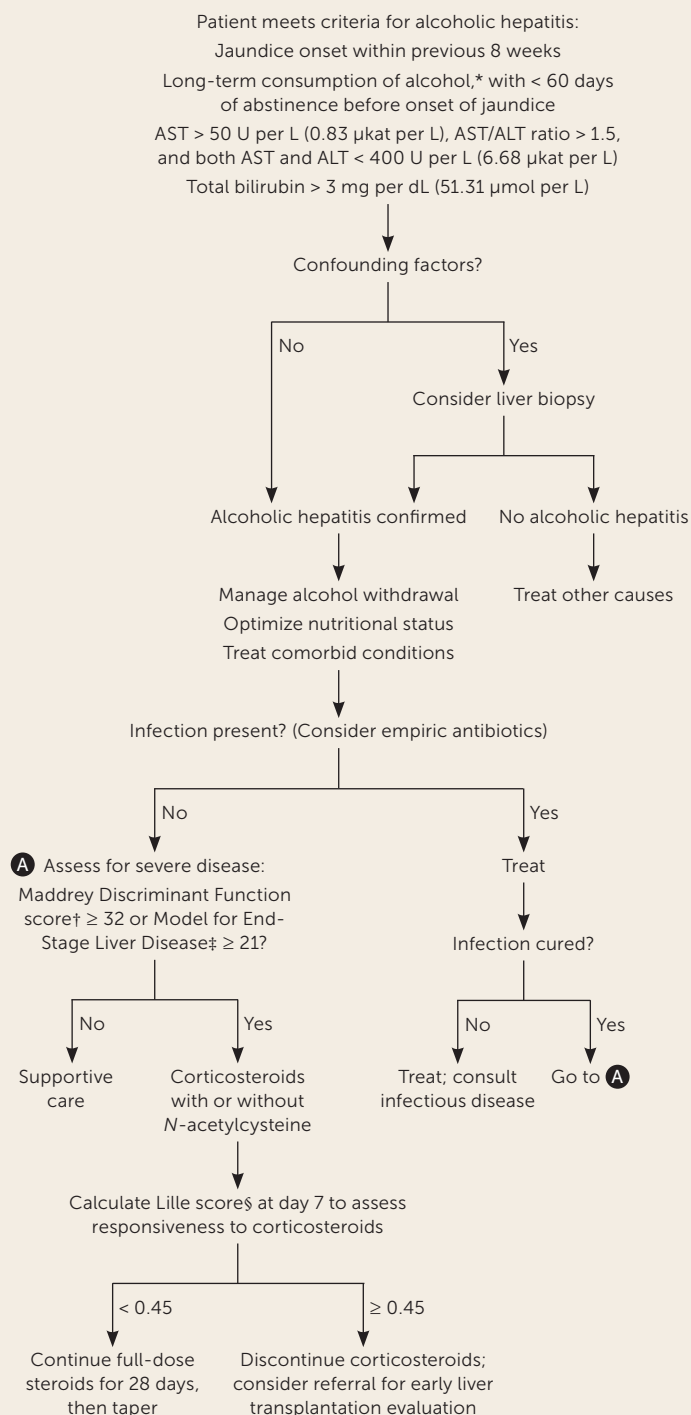 Patient meets criteria for alcoholic hepatitis:
Jaundice onset within previous 8 weeks
Long-term consumption of alcohol,* with < 60 days
of abstinence before onset of jaundice
AST > 50 U per L (0.83 μkat per L), AST/ALT ratio > 1.5,
and both AST and ALT < 400 U per L (6.68 μkat per L)
Total bilirubin > 3 mg per dL (51.31 μmol per L)
Confounding factors?
No
Yes
Consider liver biopsy
Alcoholic hepatitis confirmed
No alcoholic hepatitis
Manage alcohol withdrawal
Optimize nutritional status
Treat comorbid conditions
Treat other causes
Infection present? (Consider empiric antibiotics)
No
Yes
A Assess for severe disease:
Maddrey Discriminant Function
score† ≥ 32 or Model for End-
Stage Liver Disease‡ ≥ 21?
Treat
Infection cured?
No
Yes
No
Yes
Supportive
care
Corticosteroids
with or without
N-acetylcysteine
Treat; consult
infectious disease
Go to A
Calculate Lille score§ at day 7 to assess
responsiveness to corticosteroids
< 0.45
≥ 0.45
Continue full-dose
steroids for 28 days,
then taper
Discontinue corticosteroids;
consider referral for early liver
transplantation evaluation